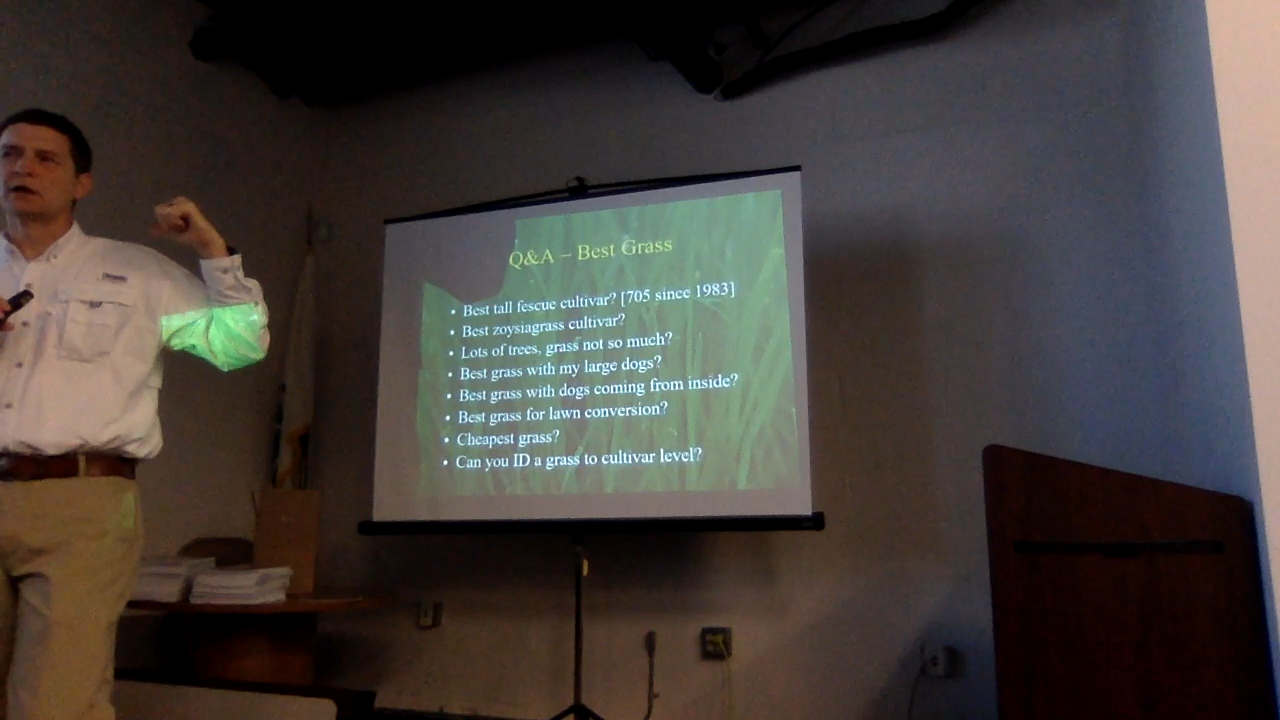 Q&A – Best Grass
• Best tall fescue cultivar? [705 since 1983]
• Best zoysiagrass cultivar?
• Lots of trees, grass not so much?
• Best grass with my large dogs?
• Best grass with dogs coming from inside?
• Best grass for lawn conversion?
• Cheapest grass?
• Can you ID a grass to cultivar level?